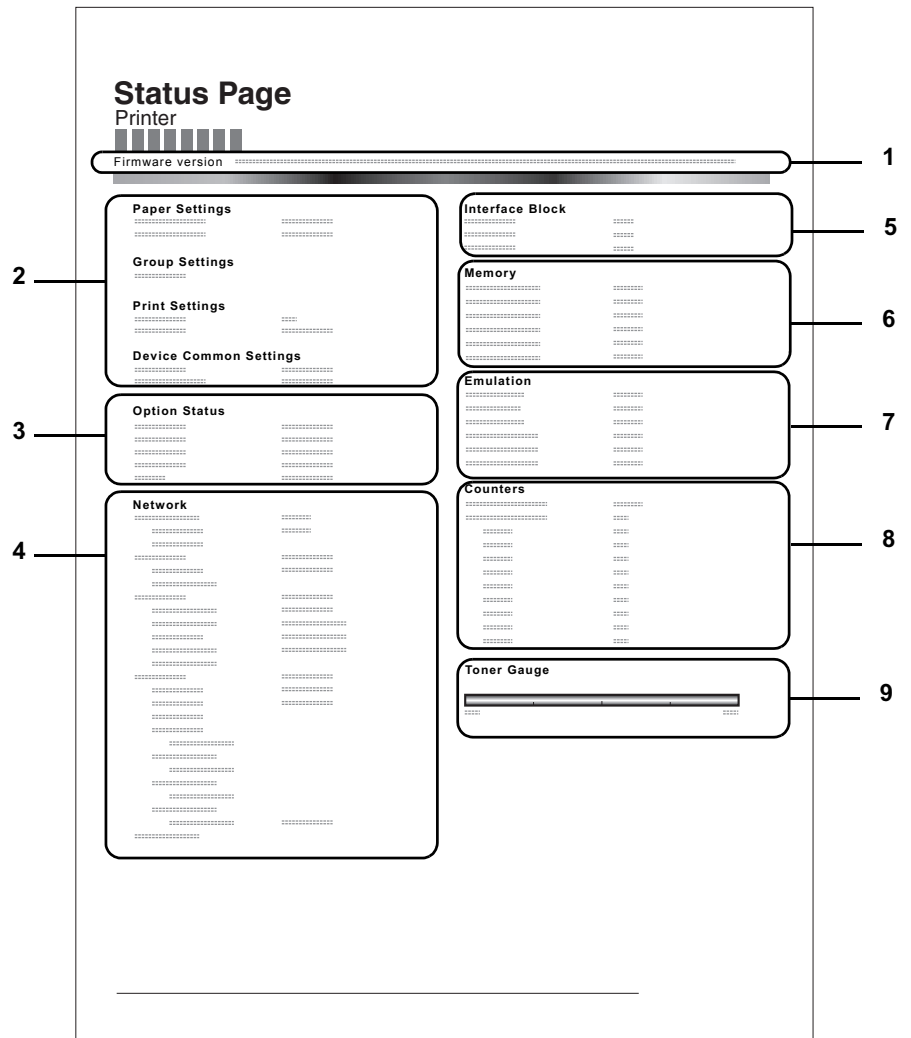 Status Page
Printer
Firmware version
1
Paper Settings
Group Settings
Print Settings
Device Common Settings
2
Option Status
3
Network
4
Interface Block
5
Memory
6
Emulation
7
Counters
8
Toner Gauge
9